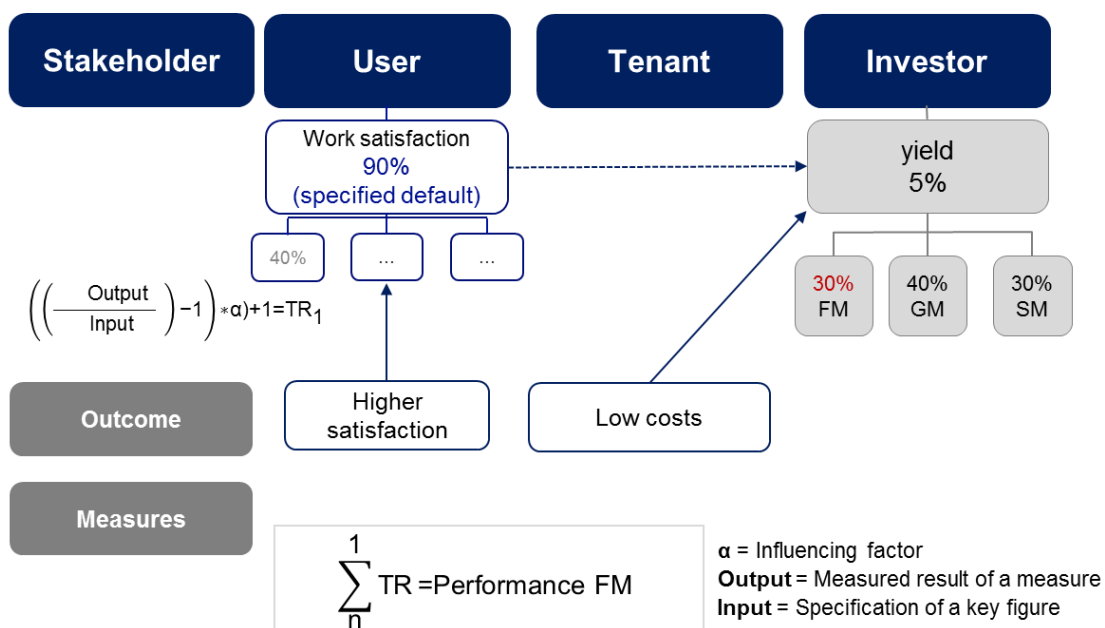 Stakeholder
User
Tenant
Investor
Work satisfaction
90%
(specified default)
yield
5%
40%
...
...
30%
FM
40%
GM
30%
SM
((( Output / Input )−1)*α)+1=TR₁
Outcome
Higher
satisfaction
Low costs
Measures
1
∑ TR =Performance FM
n
α = Influencing factor
Output = Measured result of a measure
Input = Specification of a key figure